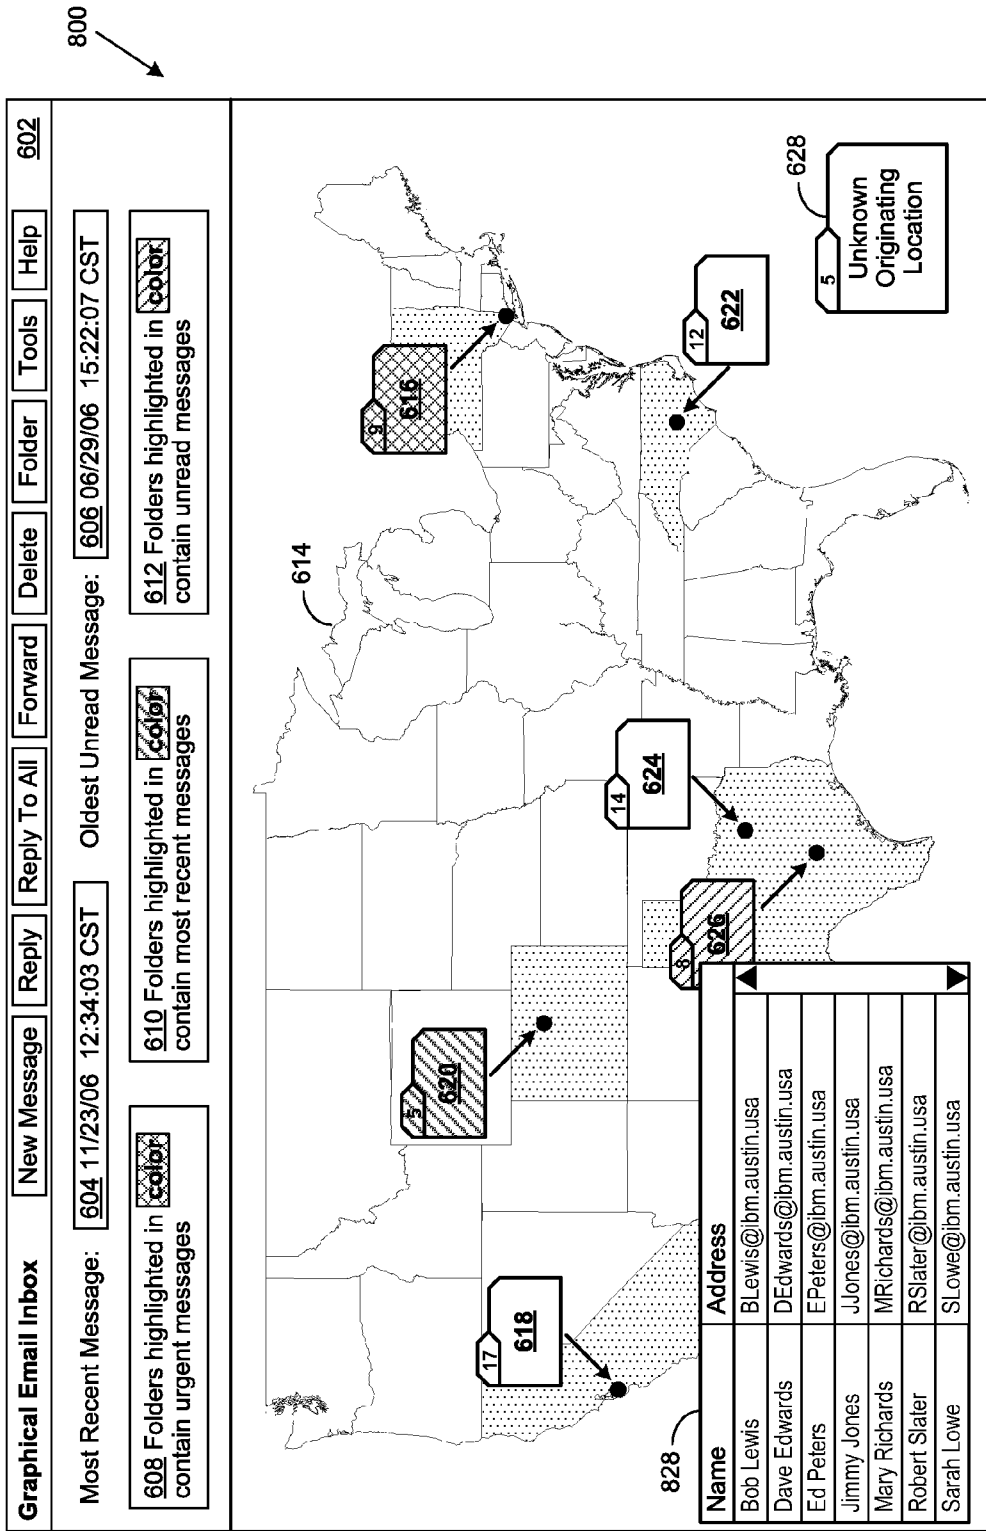 800
Graphical Email Inbox New Message Reply Reply To All Forward Delete Folder Tools Help 602
Most Recent Message: 604 11/23/06 12:34:03 CST Oldest Unread Message: 606 06/29/06 15:22:07 CST
608 Folders highlighted in color
contain urgent messages
610 Folders highlighted in color
contain most recent messages
612 Folders highlighted in color
contain unread messages
614
9
616
17
618
5
620
12
622
14
624
8
626
5
Unknown
Originating
Location
628
828
Name Address
Bob Lewis BLewis@ibm.austin.usa
Dave Edwards DEdwards@ibm.austin.usa
Ed Peters EPeters@ibm.austin.usa
Jimmy Jones JJones@ibm.austin.usa
Mary Richards MRichards@ibm.austin.usa
Robert Slater RSlater@ibm.austin.usa
Sarah Lowe SLowe@ibm.austin.usa